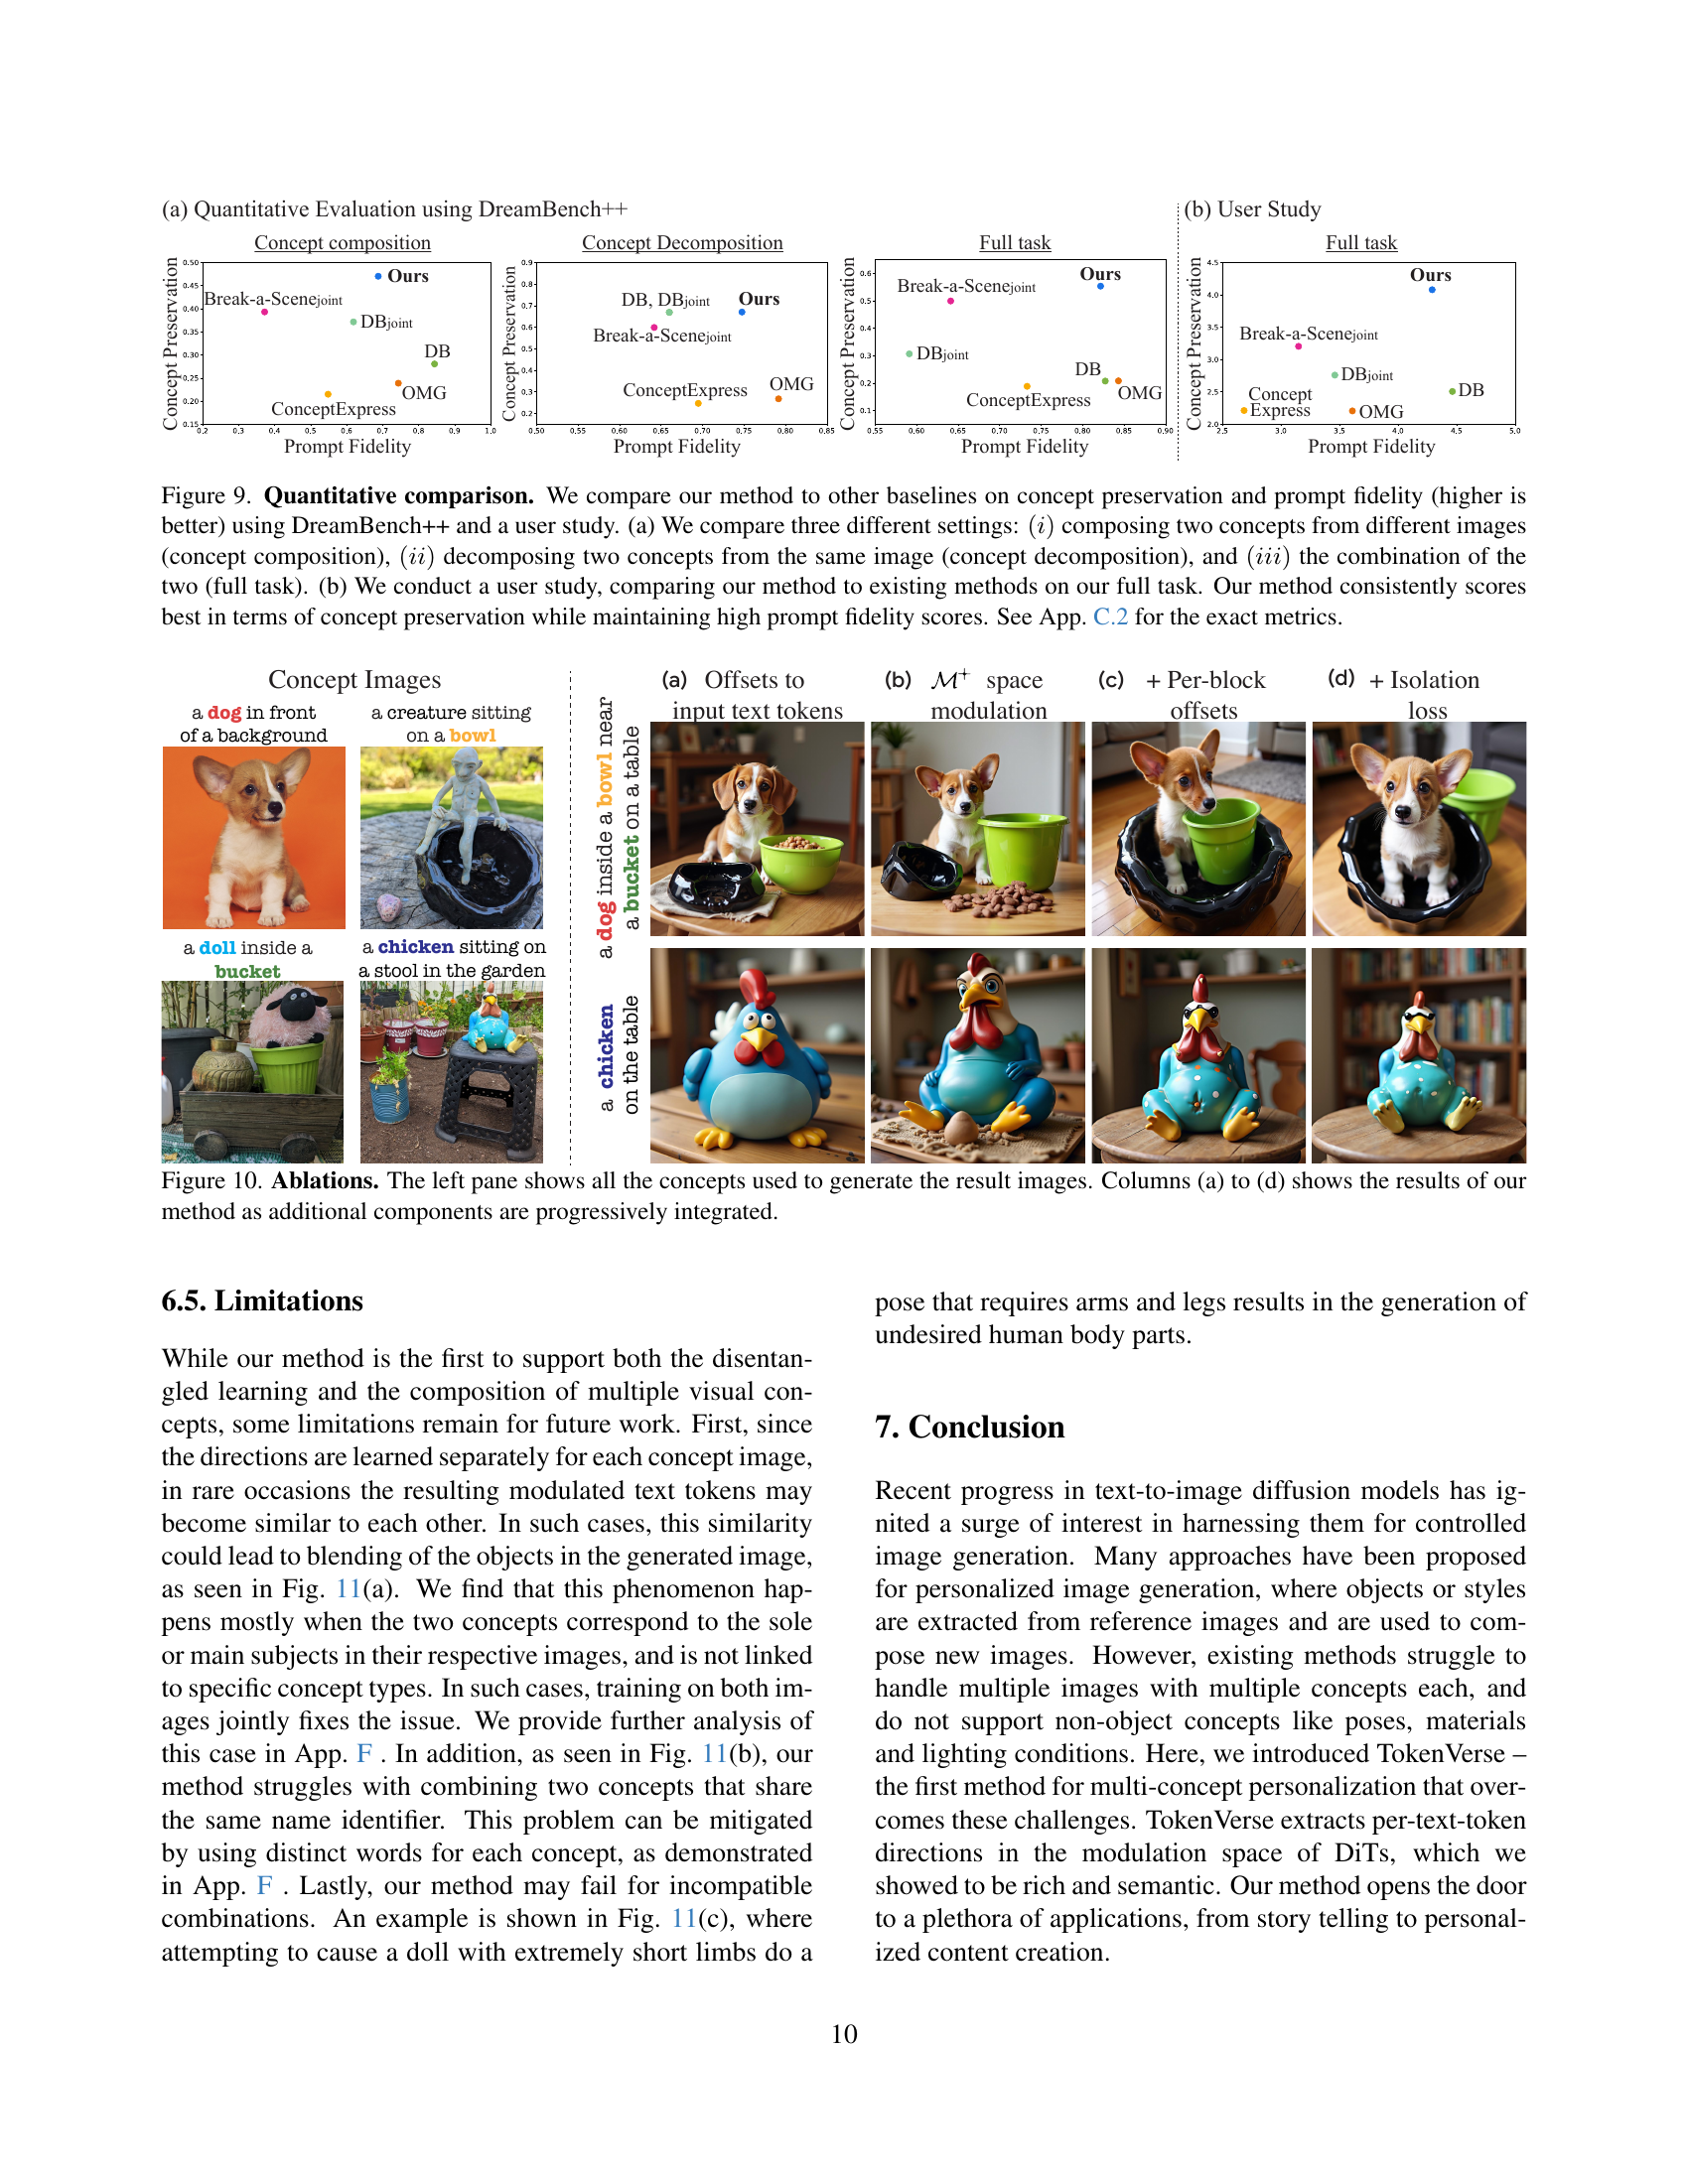 (a) Quantitative Evaluation using DreamBench++
(b) User Study
Concept composition
Concept Preservation
0.50
0.45
0.40
0.35
0.30
0.25
0.20
0.15
Ours
Break-a-Scenejoint
DBjoint
DB
OMG
ConceptExpress
0.2 0.3 0.4 0.5 0.6 0.7 0.8 0.9 1.0
Prompt Fidelity
Concept Decomposition
Concept Preservation
0.9
0.8
0.7
0.6
0.5
0.4
0.3
0.2
DB, DBjoint
Ours
Break-a-Scenejoint
ConceptExpress
OMG
0.50 0.55 0.60 0.65 0.70 0.75 0.80 0.85
Prompt Fidelity
Full task
Concept Preservation
0.6
0.5
0.4
0.3
0.2
0.1
Ours
Break-a-Scenejoint
DBjoint
DB
OMG
ConceptExpress
0.55 0.60 0.65 0.70 0.75 0.80 0.85 0.90
Prompt Fidelity
Full task
Concept Preservation
4.5
4.0
3.5
3.0
2.5
2.0
Ours
Break-a-Scenejoint
DBjoint
DB
Concept
Express
OMG
2.5 3.0 3.5 4.0 4.5 5.0
Prompt Fidelity
Figure 9. Quantitative comparison. We compare our method to other baselines on concept preservation and prompt fidelity (higher is
better) using DreamBench++ and a user study. (a) We compare three different settings: (i) composing two concepts from different images
(concept composition), (ii) decomposing two concepts from the same image (concept decomposition), and (iii) the combination of the
two (full task). (b) We conduct a user study, comparing our method to existing methods on our full task. Our method consistently scores
best in terms of concept preservation while maintaining high prompt fidelity scores. See App. C.2 for the exact metrics.
Concept Images
a dog in front
of a background
a creature sitting
on a bowl
a doll inside a
bucket
a chicken sitting on
a stool in the garden
(a) Offsets to
input text tokens
(b) M+ space
modulation
(c) + Per-block
offsets
(d) + Isolation
loss
a dog inside a bowl near
a bucket on a table
a chicken
on the table
Figure 10. Ablations. The left pane shows all the concepts used to generate the result images. Columns (a) to (d) shows the results of our
method as additional components are progressively integrated.
6.5. Limitations
While our method is the first to support both the disentan-
gled learning and the composition of multiple visual con-
cepts, some limitations remain for future work. First, since
the directions are learned separately for each concept image,
in rare occasions the resulting modulated text tokens may
become similar to each other. In such cases, this similarity
could lead to blending of the objects in the generated image,
as seen in Fig. 11(a). We find that this phenomenon hap-
pens mostly when the two concepts correspond to the sole
or main subjects in their respective images, and is not linked
to specific concept types. In such cases, training on both im-
ages jointly fixes the issue. We provide further analysis of
this case in App. F . In addition, as seen in Fig. 11(b), our
method struggles with combining two concepts that share
the same name identifier. This problem can be mitigated
by using distinct words for each concept, as demonstrated
in App. F . Lastly, our method may fail for incompatible
combinations. An example is shown in Fig. 11(c), where
attempting to cause a doll with extremely short limbs do a
pose that requires arms and legs results in the generation of
undesired human body parts.
7. Conclusion
Recent progress in text-to-image diffusion models has ig-
nited a surge of interest in harnessing them for controlled
image generation. Many approaches have been proposed
for personalized image generation, where objects or styles
are extracted from reference images and are used to com-
pose new images. However, existing methods struggle to
handle multiple images with multiple concepts each, and
do not support non-object concepts like poses, materials
and lighting conditions. Here, we introduced TokenVerse –
the first method for multi-concept personalization that over-
comes these challenges. TokenVerse extracts per-text-token
directions in the modulation space of DiTs, which we
showed to be rich and semantic. Our method opens the door
to a plethora of applications, from story telling to personal-
ized content creation.
10